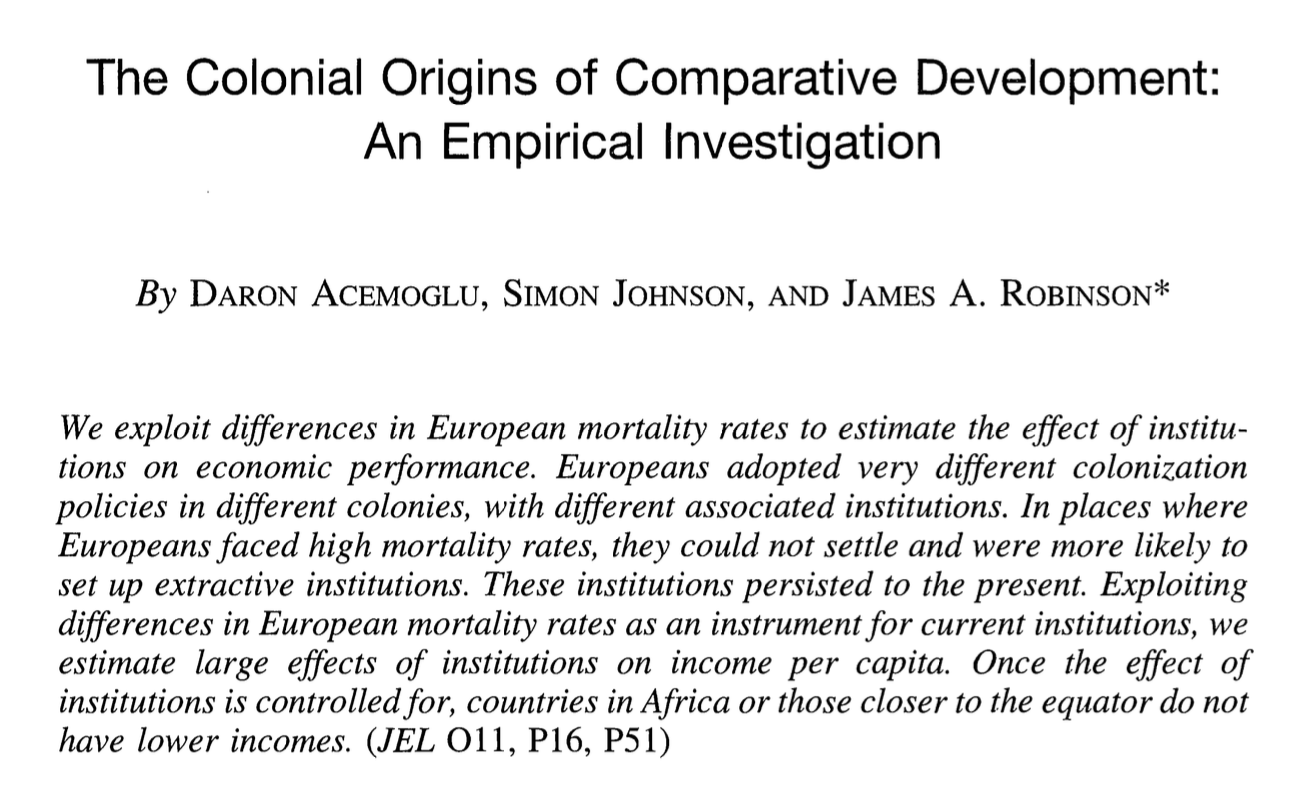 The Colonial Origins of Comparative Development:
An Empirical Investigation
By DARON ACEMOGLU, SIMON JOHNSON, AND JAMES A. ROBINSON*
We exploit differences in European mortality rates to estimate the effect of institu-
tions on economic performance. Europeans adopted very different colonization
policies in different colonies, with different associated institutions. In places where
Europeans faced high mortality rates, they could not settle and were more likely to
set up extractive institutions. These institutions persisted to the present. Exploiting
differences in European mortality rates as an instrument for current institutions, we
estimate large effects of institutions on income per capita. Once the effect of
institutions is controlled for, countries in Africa or those closer to the equator do not
have lower incomes. (JEL O11, P16, P51)